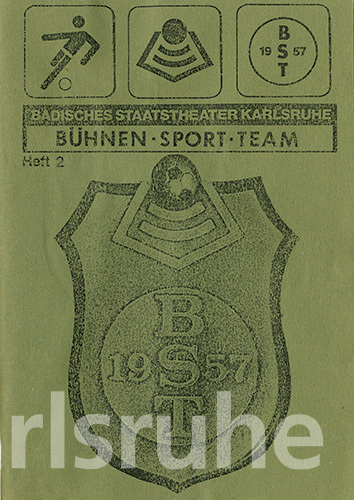 B
19 S 57
T
BADISCHES STAATSTHEATER KARLSRUHE
BÜHNEN·SPORT·TEAM
Heft 2
B
19 S 57
T
rlsruhe